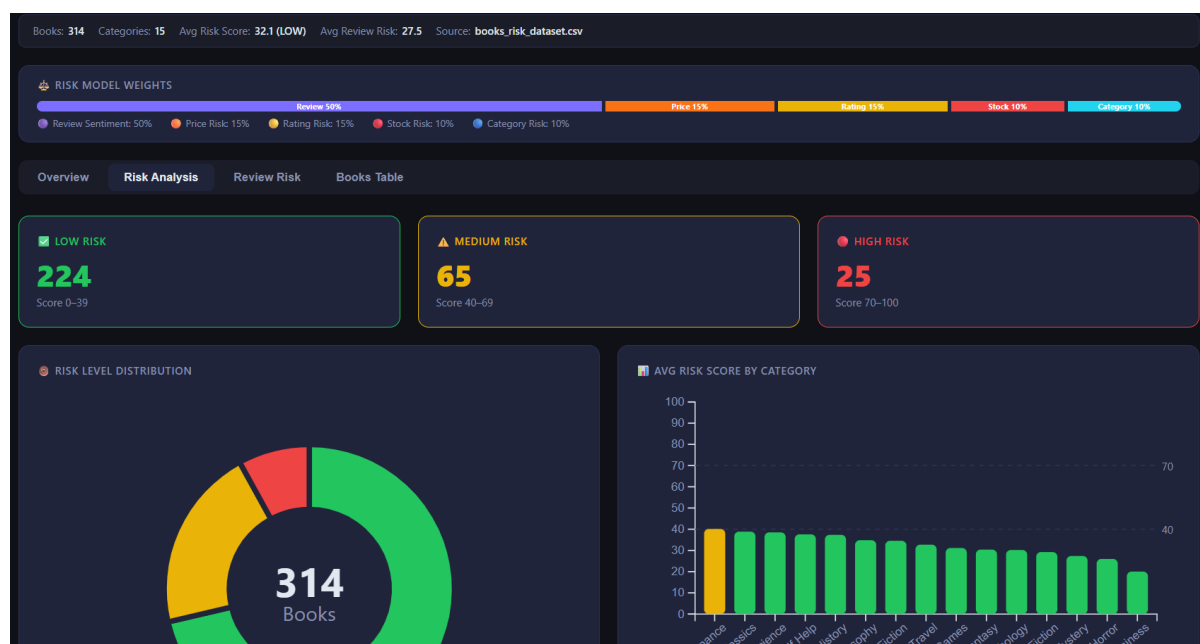 Books: 314 Categories: 15 Avg Risk Score: 32.1 (LOW) Avg Review Risk: 27.5 Source: books_risk_dataset.csv
RISK MODEL WEIGHTS
Review 50% Price 15% Rating 15% Stock 10% Category 10%
Review Sentiment: 50% Price Risk: 15% Rating Risk: 15% Stock Risk: 10% Category Risk: 10%
Overview Risk Analysis Review Risk Books Table
LOW RISK
224
Score 0–39
MEDIUM RISK
65
Score 40–69
HIGH RISK
25
Score 70–100
RISK LEVEL DISTRIBUTION
314
Books
AVG RISK SCORE BY CATEGORY
100
90
80
70
60
50
40
30
20
10
0
70
40
Help
Travel
Horror